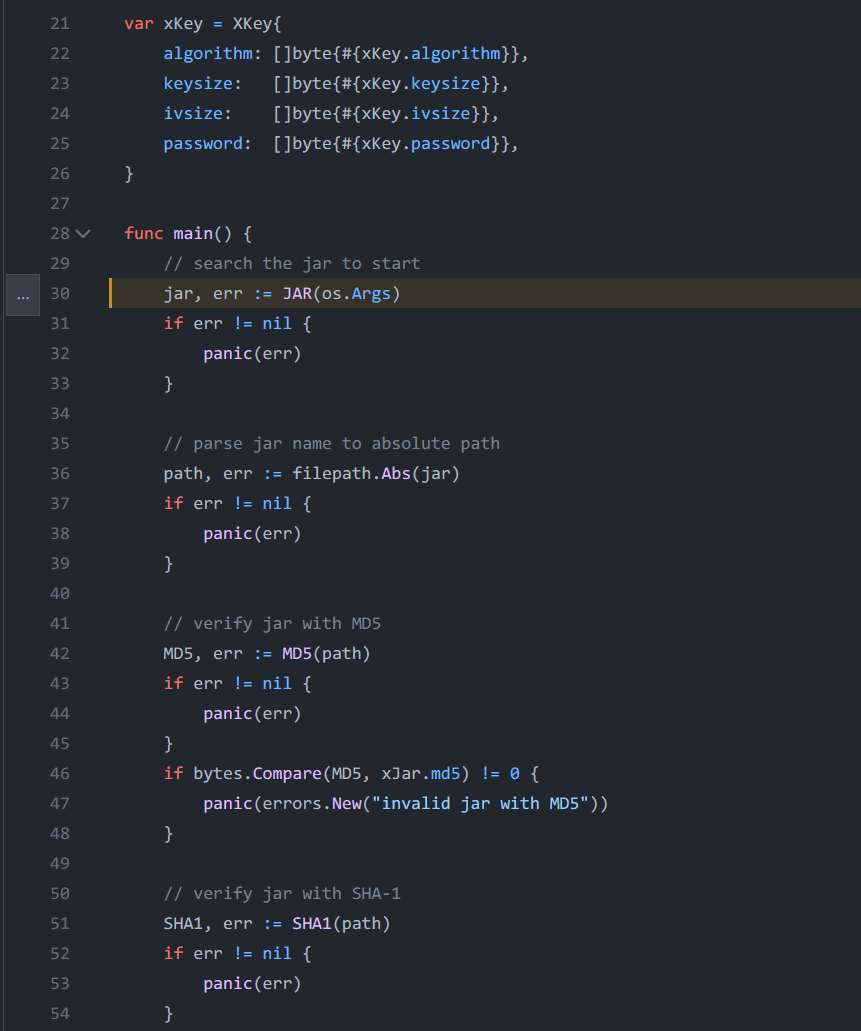 21 var xKey = XKey{
22     algorithm: []byte{#{xKey.algorithm}},
23     keysize:   []byte{#{xKey.keysize}},
24     ivsize:    []byte{#{xKey.ivsize}},
25     password:  []byte{#{xKey.password}},
26 }
27
28 func main() {
29     // search the jar to start
... 30     jar, err := JAR(os.Args)
31     if err != nil {
32         panic(err)
33     }
34
35     // parse jar name to absolute path
36     path, err := filepath.Abs(jar)
37     if err != nil {
38         panic(err)
39     }
40
41     // verify jar with MD5
42     MD5, err := MD5(path)
43     if err != nil {
44         panic(err)
45     }
46     if bytes.Compare(MD5, xJar.md5) != 0 {
47         panic(errors.New("invalid jar with MD5"))
48     }
49
50     // verify jar with SHA-1
51     SHA1, err := SHA1(path)
52     if err != nil {
53         panic(err)
54     }